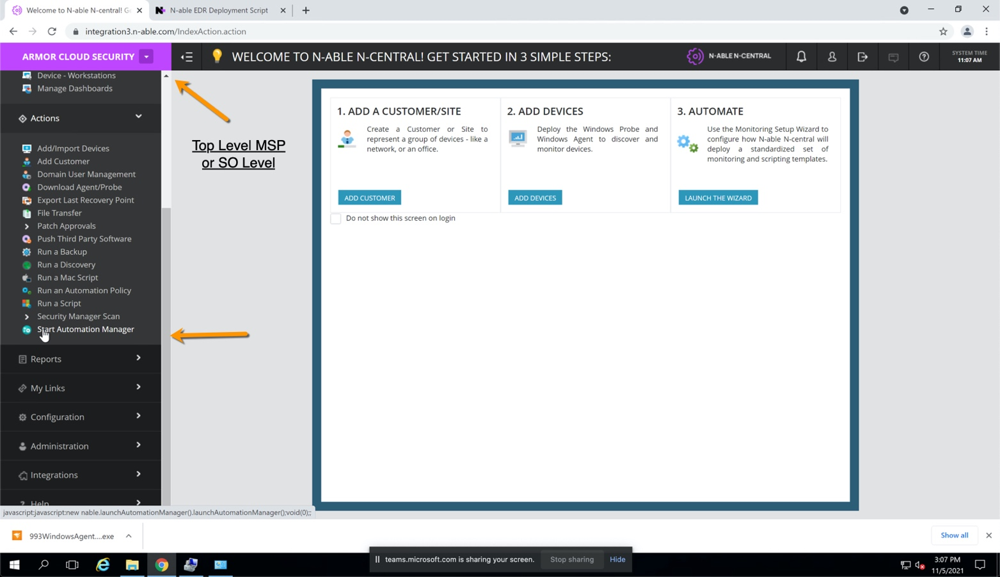 Welcome to N-able N-central! Ge
N-able EDR Deployment Script
integration3.n-able.com/IndexAction.action
ARMOR CLOUD SECURITY
WELCOME TO N-ABLE N-CENTRAL! GET STARTED IN 3 SIMPLE STEPS:
N-ABLE N-CENTRAL
SYSTEM TIME
11:07 AM
Device - Workstations
Manage Dashboards
Actions
Add/Import Devices
Add Customer
Domain User Management
Download Agent/Probe
Export Last Recovery Point
File Transfer
Patch Approvals
Push Third Party Software
Run a Backup
Run a Discovery
Run a Mac Script
Run an Automation Policy
Run a Script
Security Manager Scan
Start Automation Manager
Reports
My Links
Configuration
Administration
Integrations
Help
Top Level MSP
or SO Level
1. ADD A CUSTOMER/SITE
Create a Customer or Site to
represent a group of devices - like a
network, or an office.
ADD CUSTOMER
2. ADD DEVICES
Deploy the Windows Probe and
Windows Agent to discover and
monitor devices.
ADD DEVICES
3. AUTOMATE
Use the Monitoring Setup Wizard to
configure how N-able N-central will
deploy a standardized set of
monitoring and scripting templates.
LAUNCH THE WIZARD
Do not show this screen on login
javascript:javascript:new nable.launchAutomationManager().launchAutomationManager();void(0);;
993WindowsAgent....exe
Show all
teams.microsoft.com is sharing your screen.
Stop sharing
Hide
3:07 PM
11/5/2021